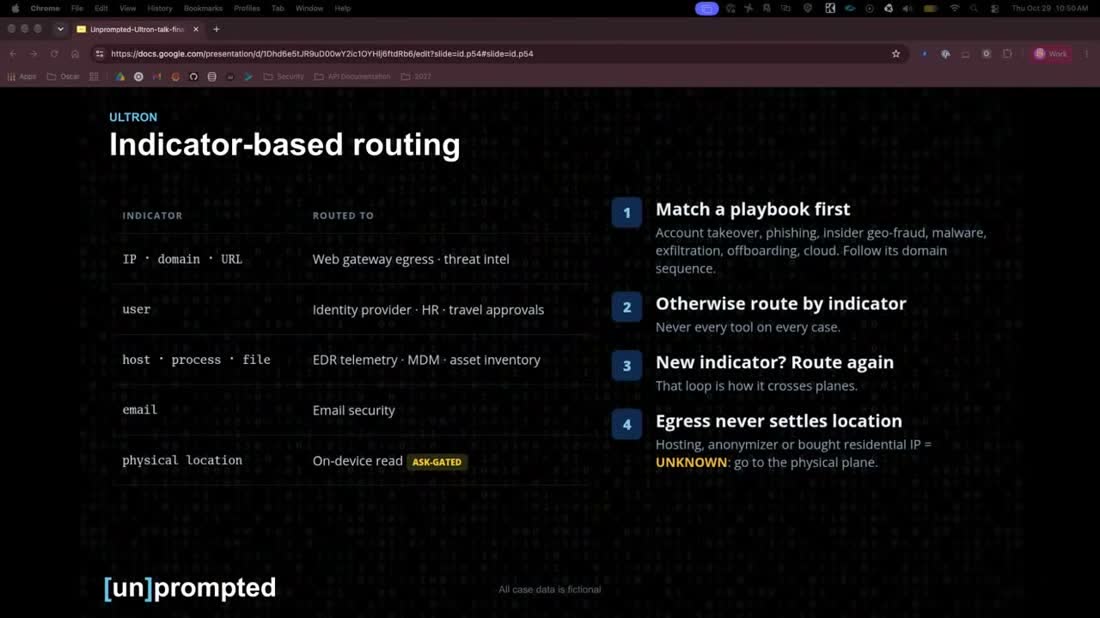 Chrome File Edit View History Bookmarks Profiles Tab Window Help Thu Oct 29 10:50 AM
Unprompted-Ultron-talk-fina
https://docs.google.com/presentation/d/1Dhd6e5tJR9uD00wY2ic1OYHlj6ftdRb6/edit?slide=id.p54#slide=id.p54 Work
Apps Oscar Security API Documentation 2027
ULTRON
Indicator-based routing
INDICATOR ROUTED TO
IP · domain · URL Web gateway egress · threat intel
user Identity provider · HR · travel approvals
host · process · file EDR telemetry · MDM · asset inventory
email Email security
physical location On-device read ASK-GATED
1 Match a playbook first
Account takeover, phishing, insider geo-fraud, malware,
exfiltration, offboarding, cloud. Follow its domain
sequence.
2 Otherwise route by indicator
Never every tool on every case.
3 New indicator? Route again
That loop is how it crosses planes.
4 Egress never settles location
Hosting, anonymizer or bought residential IP =
UNKNOWN: go to the physical plane.
[un]prompted
All case data is fictional